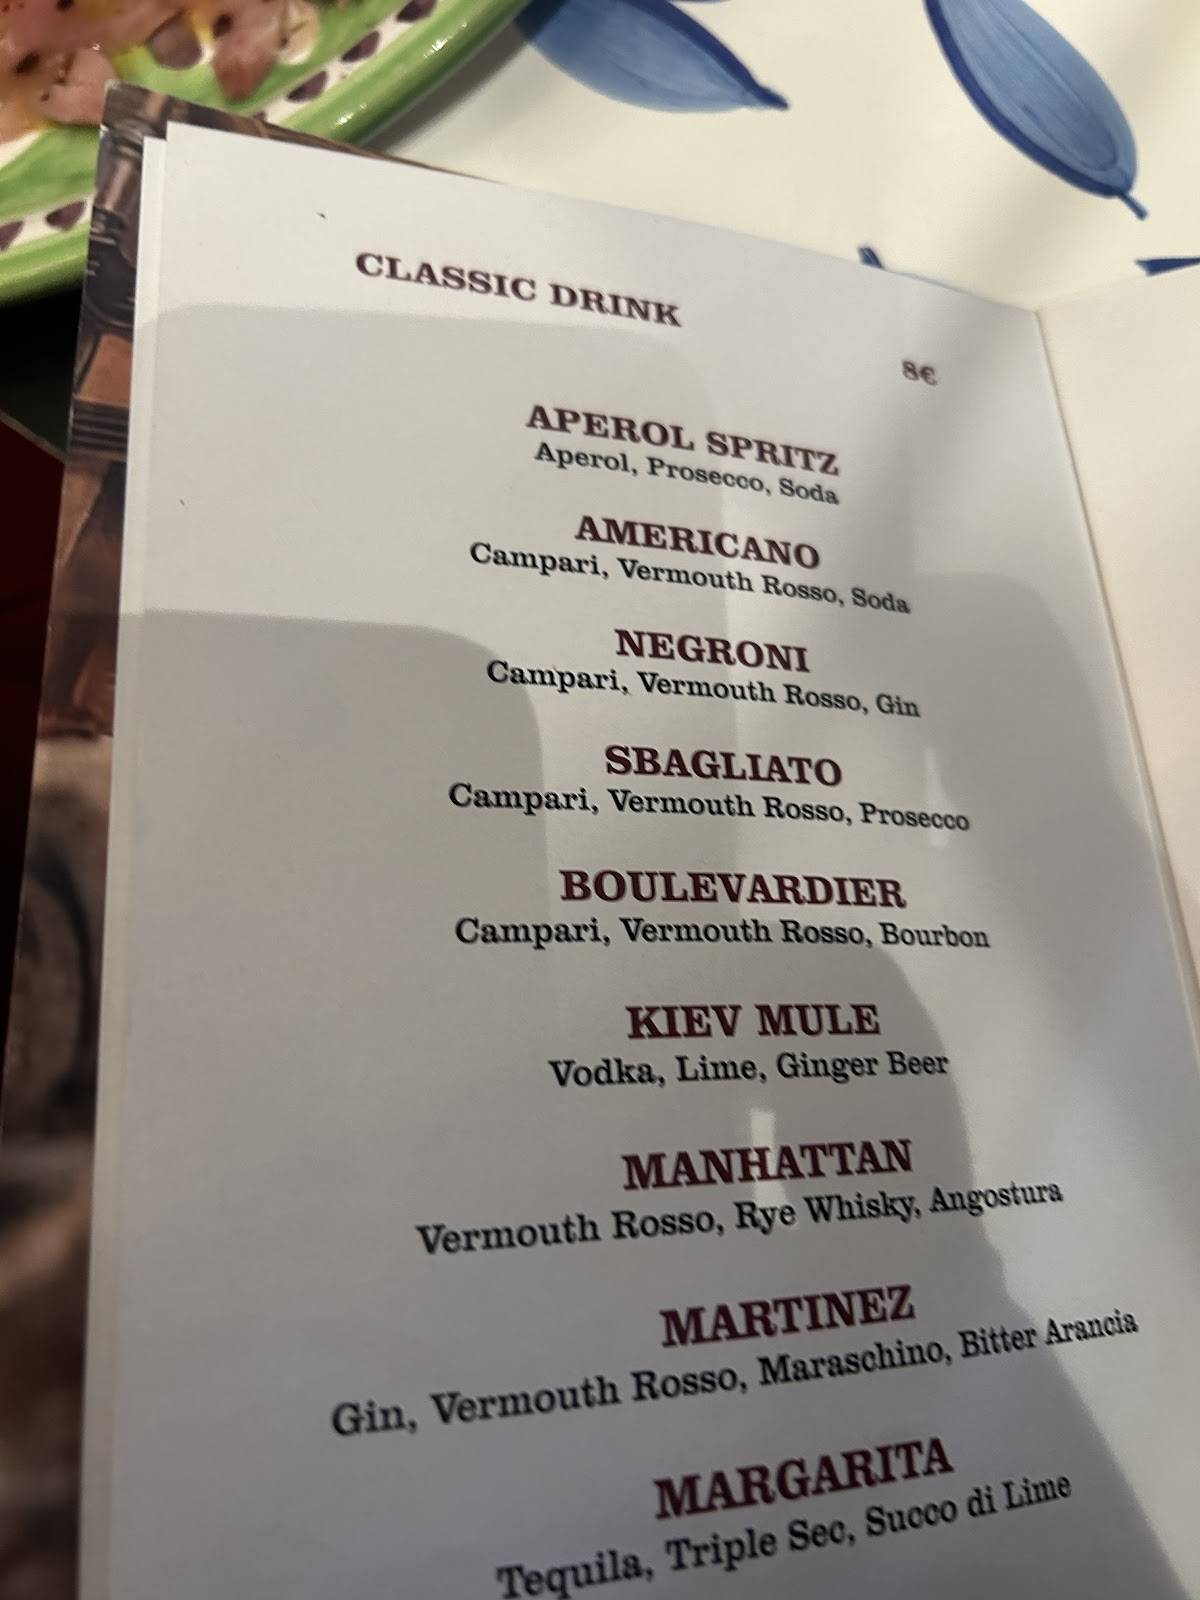 CLASSIC DRINK
8€
APEROL SPRITZ
Aperol, Prosecco, Soda
AMERICANO
Campari, Vermouth Rosso, Soda
NEGRONI
Campari, Vermouth Rosso, Gin
SBAGLIATO
Campari, Vermouth Rosso, Prosecco
BOULEVARDIER
Campari, Vermouth Rosso, Bourbon
KIEV MULE
Vodka, Lime, Ginger Beer
MANHATTAN
Vermouth Rosso, Rye Whisky, Angostura
MARTINEZ
Gin, Vermouth Rosso, Maraschino, Bitter Arancia
MARGARITA
Tequila, Triple Sec, Succo di Lime